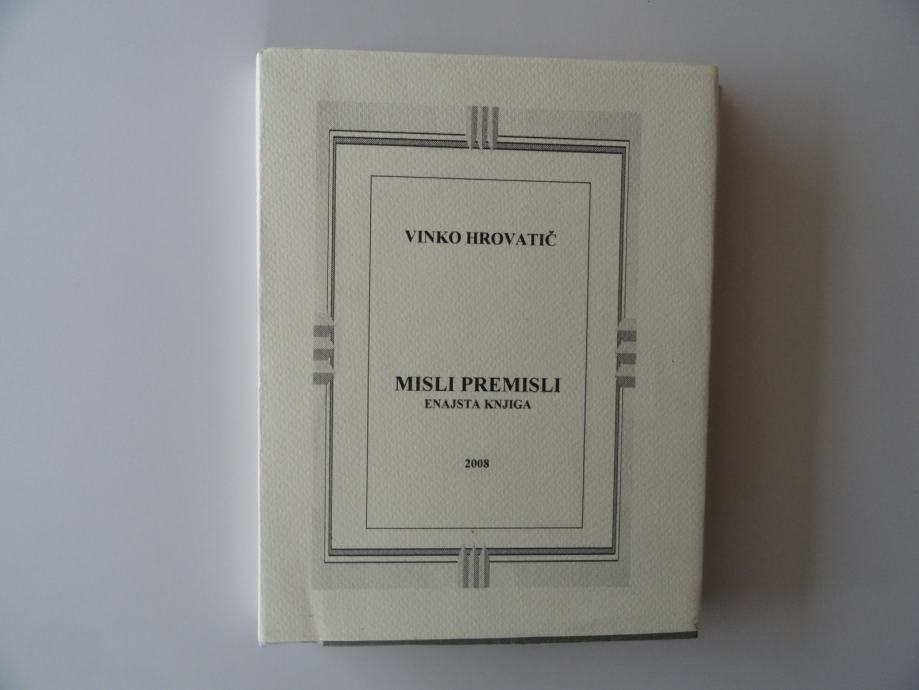 VINKO HROVATIČ
MISLI PREMISLI
ENAJSTA KNJIGA
2008